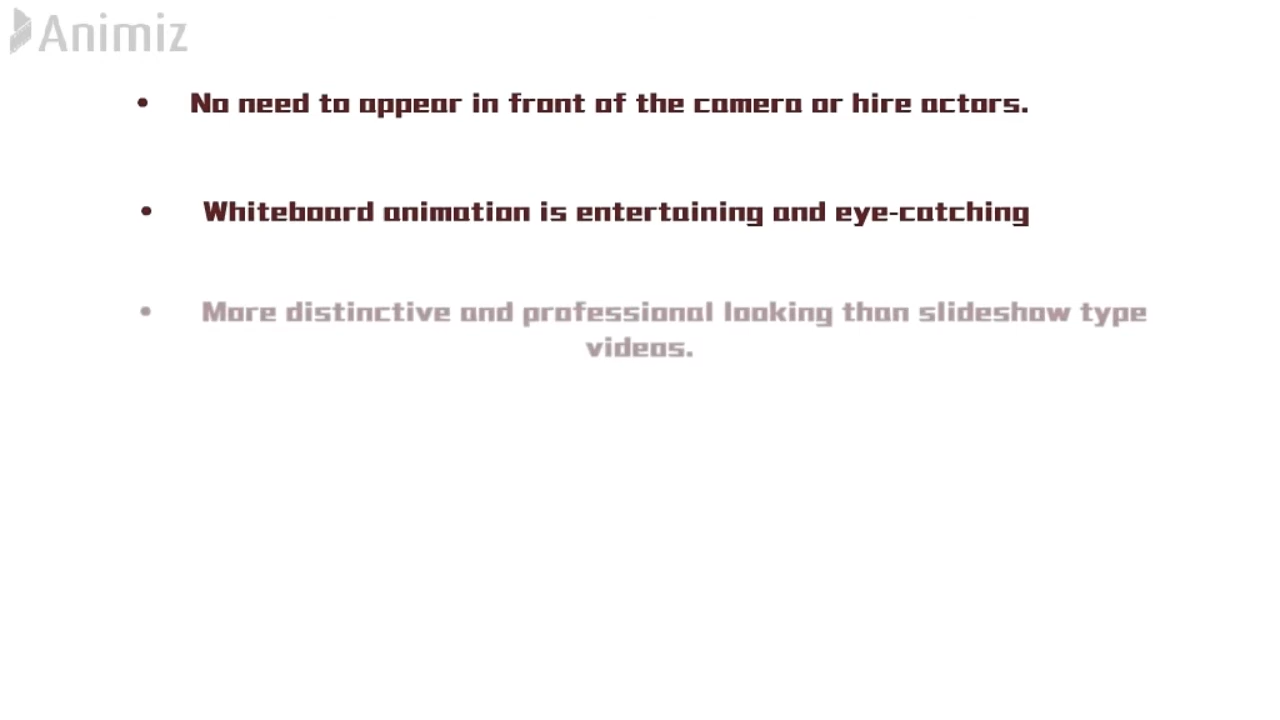 Animiz
• No need to appear in front of the camera or hire actors.
• Whiteboard animation is entertaining and eye-catching
• More distinctive and professional looking than slideshow type
videos.